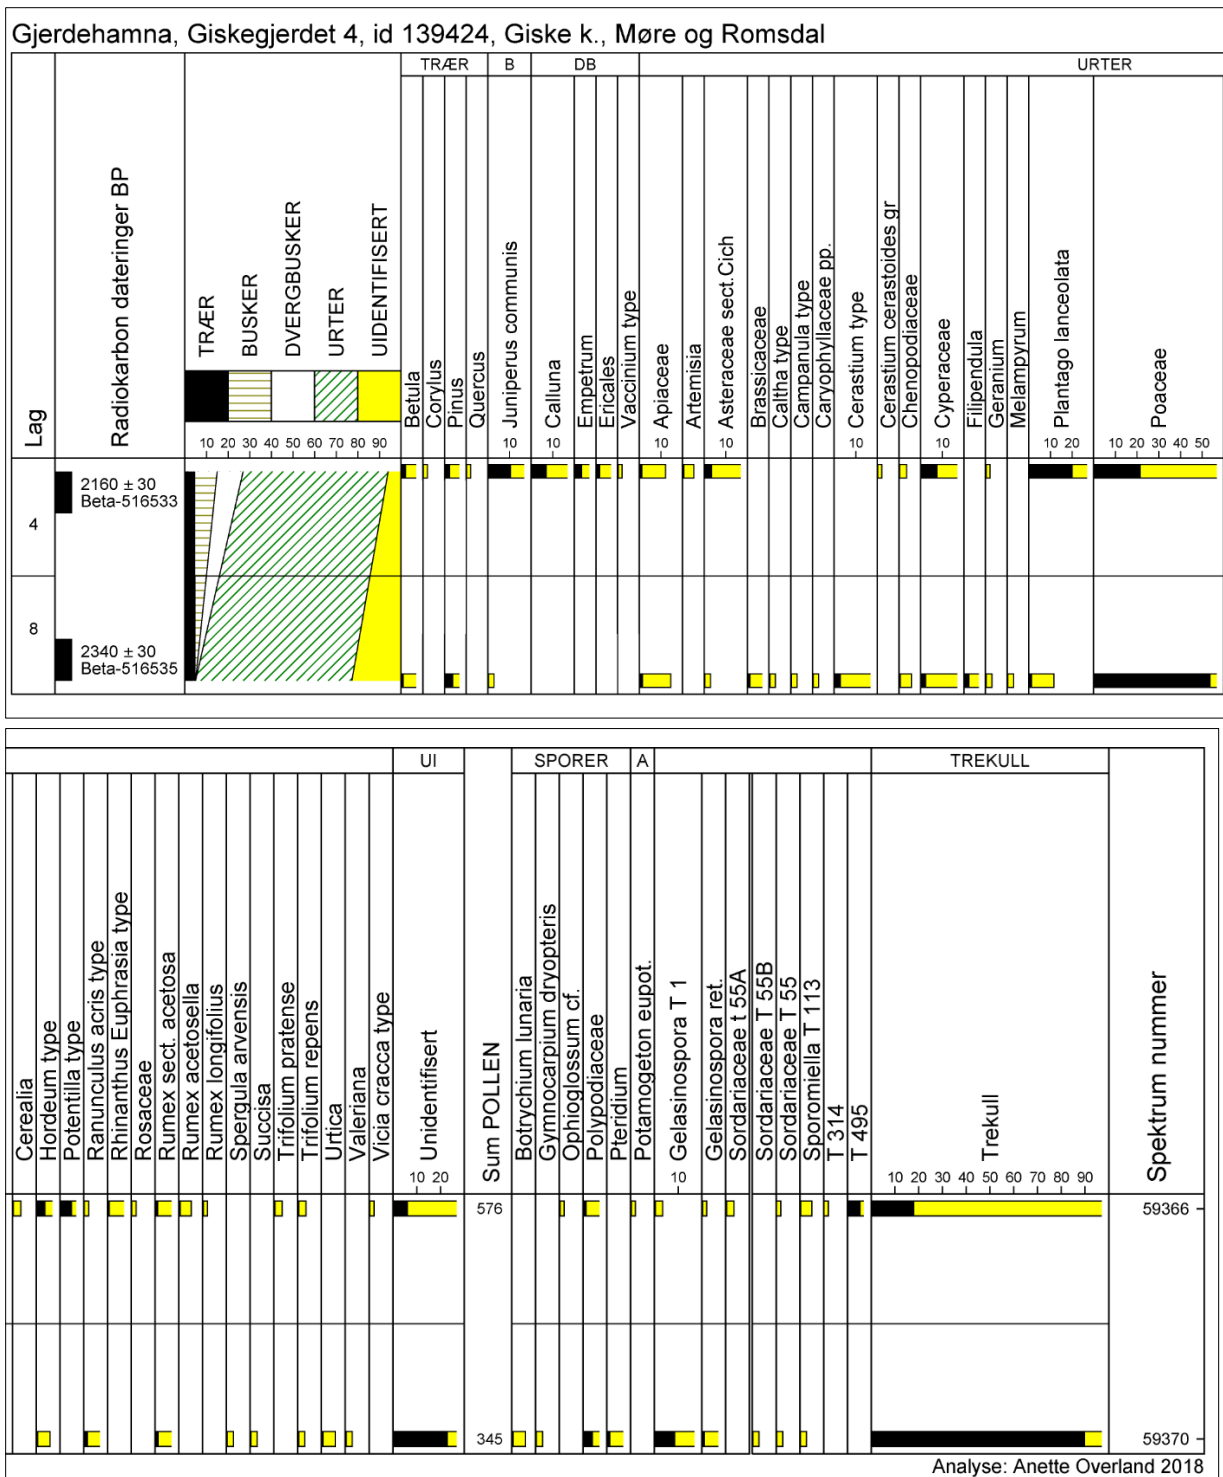 Gjerdehamna, Giskegjerdet 4, id 139424, Giske k., Møre og Romsdal
TRÆR B DB URTER
Lag
Radiokarbon dateringer BP
TRÆR
BUSKER
DVERGBUSKER
URTER
UIDENTIFISERT
10 20 30 40 50 60 70 80 90
Betula
Corylus
Pinus
Quercus
Juniperus communis
10
Calluna
10
Empetrum
Ericales
Vaccinium type
Apiaceae
10
Artemisia
Asteraceae sect.Cich
10
Brassicaceae
Caltha type
Campanula type
Caryophyllaceae pp.
Cerastium type
10
Cerastium cerastoides gr
Chenopodiaceae
Cyperaceae
10
Filipendula
Geranium
Melampyrum
Plantago lanceolata
10 20
Poaceae
10 20 30 40 50
4
2160 ± 30
Beta-516533
8
2340 ± 30
Beta-516535
UI SPORER A TREKULL
Cerealia
Hordeum type
Potentilla type
Ranunculus acris type
Rhinanthus Euphrasia type
Rosaceae
Rumex sect. acetosa
Rumex acetosella
Rumex longifolius
Spergula arvensis
Succisa
Trifolium pratense
Trifolium repens
Urtica
Valeriana
Vicia cracca type
Unidentifisert
10 20
Sum POLLEN
Botrychium lunaria
Gymnocarpium dryopteris
Ophioglossum cf.
Polypodiaceae
Pteridium
Potamogeton eupot.
Gelasinospora T 1
10
Gelasinospora ret.
Sordariaceae t 55A
Sordariaceae T 55B
Sordariaceae T 55
Sporomiella T 113
T 314
T 495
Trekull
10 20 30 40 50 60 70 80 90
Spektrum nummer
576 59366
345 59370
Analyse: Anette Overland 2018